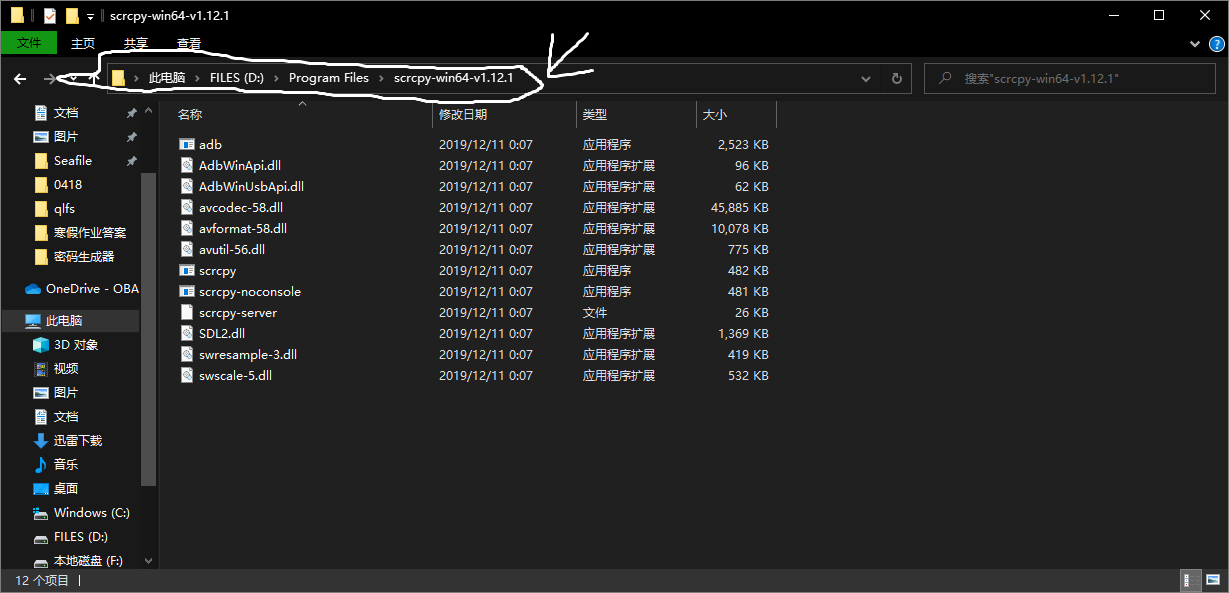 scrcpy-win64-v1.12.1
文件 主页 共享 查看
此电脑 › FILES (D:) › Program Files › scrcpy-win64-v1.12.1 搜索"scrcpy-win64-v1.12.1"
文档
图片
Seafile
0418
qlfs
寒假作业答案
密码生成器
OneDrive - OBA
此电脑
3D 对象
视频
图片
文档
迅雷下载
音乐
桌面
Windows (C:)
FILES (D:)
本地磁盘 (F:)
名称 修改日期 类型 大小
adb 2019/12/11 0:07 应用程序 2,523 KB
AdbWinApi.dll 2019/12/11 0:07 应用程序扩展 96 KB
AdbWinUsbApi.dll 2019/12/11 0:07 应用程序扩展 62 KB
avcodec-58.dll 2019/12/11 0:07 应用程序扩展 45,885 KB
avformat-58.dll 2019/12/11 0:07 应用程序扩展 10,078 KB
avutil-56.dll 2019/12/11 0:07 应用程序扩展 775 KB
scrcpy 2019/12/11 0:07 应用程序 482 KB
scrcpy-noconsole 2019/12/11 0:07 应用程序 481 KB
scrcpy-server 2019/12/11 0:07 文件 26 KB
SDL2.dll 2019/12/11 0:07 应用程序扩展 1,369 KB
swresample-3.dll 2019/12/11 0:07 应用程序扩展 419 KB
swscale-5.dll 2019/12/11 0:07 应用程序扩展 532 KB
12 个项目